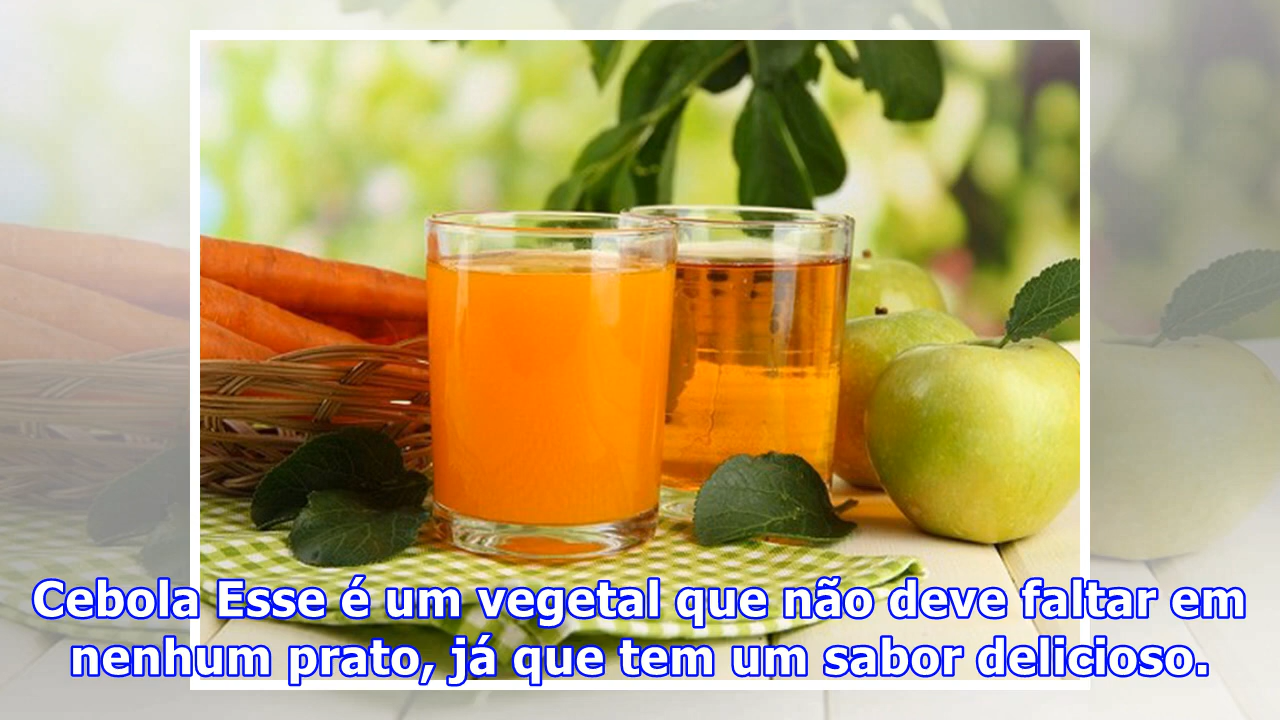 Cebola Esse é um vegetal que não deve faltar em
nenhum prato, já que tem um sabor delicioso.